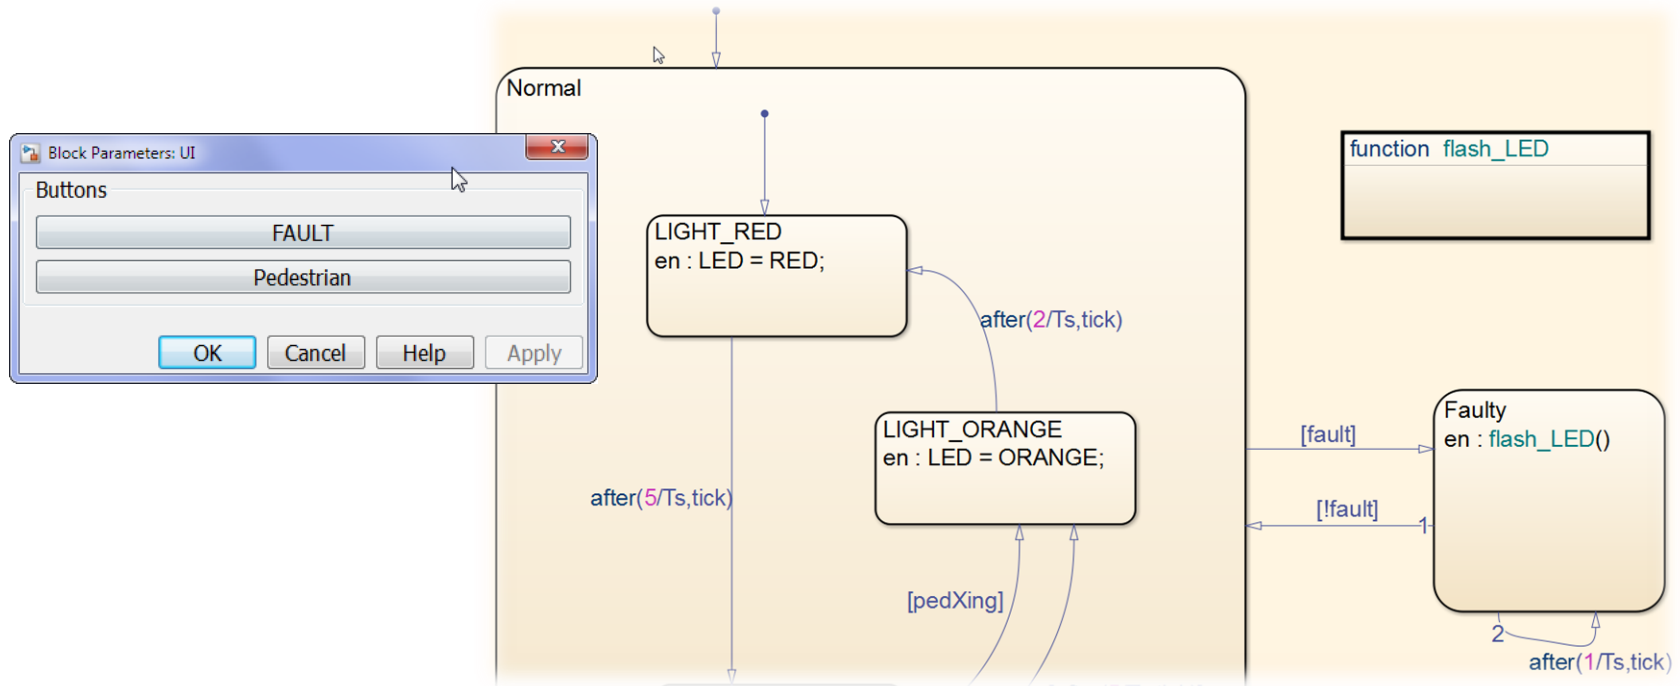 Normal
Block Parameters: UI
Buttons
FAULT
Pedestrian
OK
Cancel
Help
Apply
LIGHT_RED
en : LED = RED;
after(2/Ts,tick)
LIGHT_ORANGE
en : LED = ORANGE;
after(5/Ts,tick)
[pedXing]
function flash_LED
[fault]
[!fault]
1
Faulty
en : flash_LED()
2
after(1/Ts,tick)